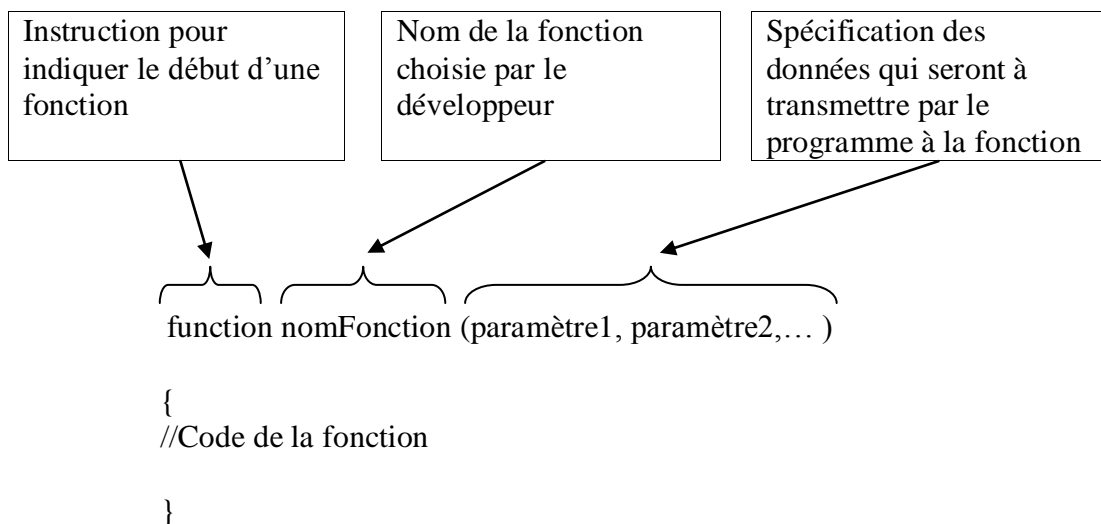 Instruction pour
indiquer le début d’une
fonction
Nom de la fonction
choisie par le
développeur
Spécification des
données qui seront à
transmettre par le
programme à la fonction
function nomFonction (paramètre1, paramètre2,… )
{
//Code de la fonction
}